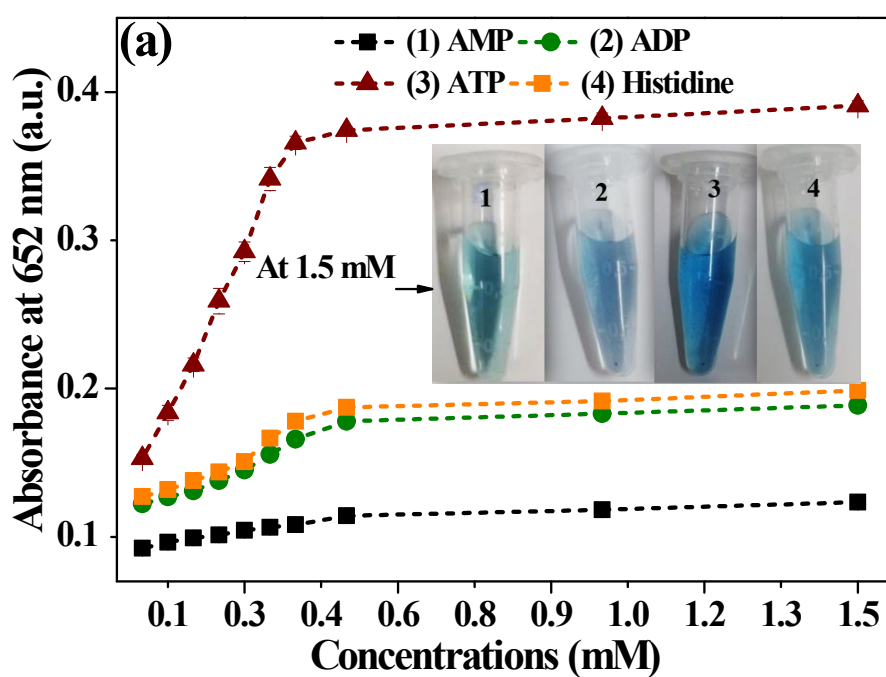 (a)
(1) AMP (2) ADP
(3) ATP (4) Histidine
0.4
0.3
0.2
0.1
Absorbance at 652 nm (a.u.)
1 2 3 4
At 1.5 mM
0.1 0.3 0.4 0.6 0.7 0.9 1.0 1.2 1.3 1.5
Concentrations (mM)